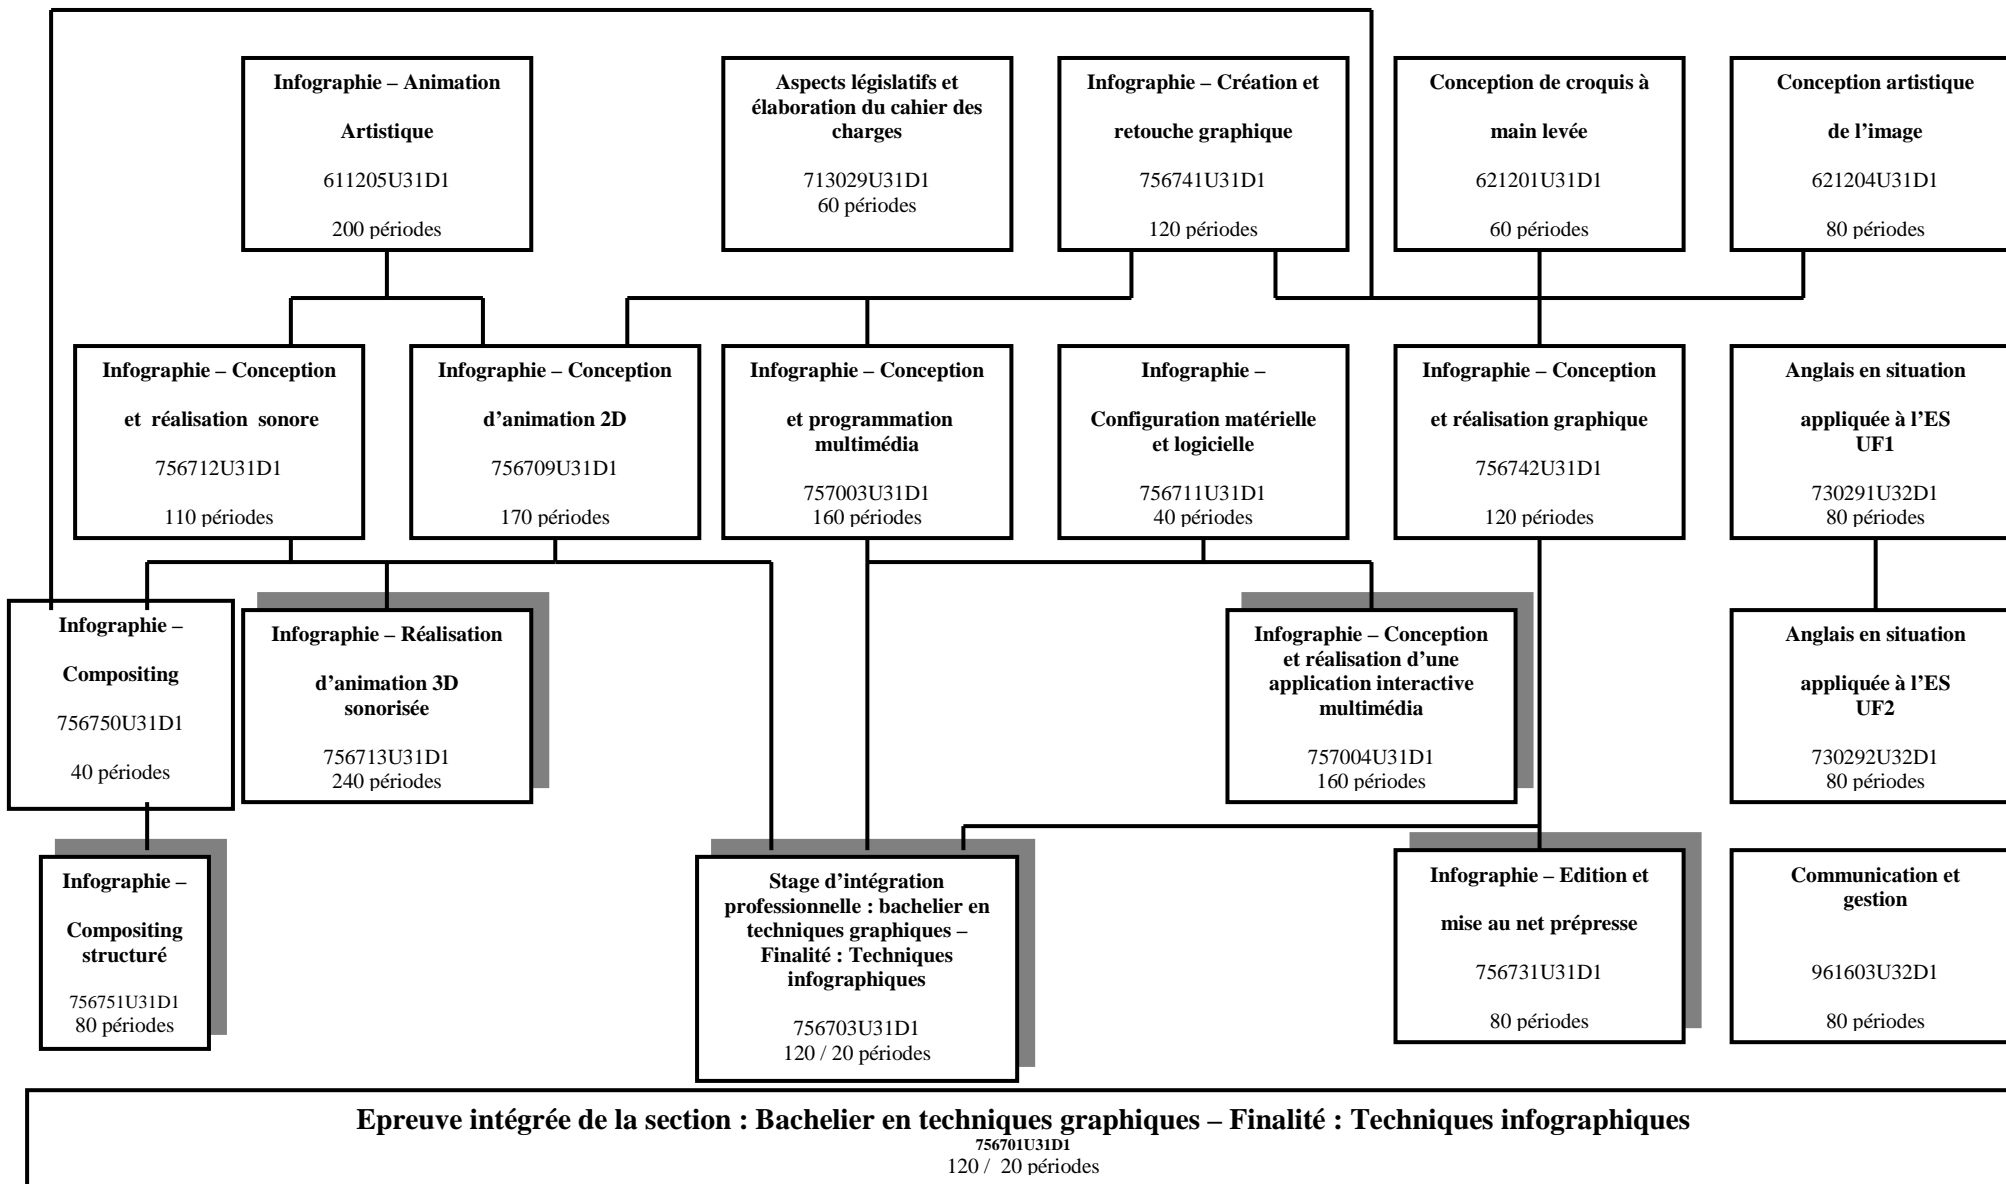 Infographie – Animation
Artistique
611205U31D1
200 périodes
Aspects législatifs et
élaboration du cahier des
charges
713029U31D1
60 périodes
Infographie – Création et
retouche graphique
756741U31D1
120 périodes
Conception de croquis à
main levée
621201U31D1
60 périodes
Conception artistique
de l’image
621204U31D1
80 périodes
Infographie – Conception
et réalisation sonore
756712U31D1
110 périodes
Infographie – Conception
d’animation 2D
756709U31D1
170 périodes
Infographie – Conception
et programmation
multimédia
757003U31D1
160 périodes
Infographie –
Configuration matérielle
et logicielle
756711U31D1
40 périodes
Infographie – Conception
et réalisation graphique
756742U31D1
120 périodes
Anglais en situation
appliquée à l’ES
UF1
730291U32D1
80 périodes
Infographie –
Compositing
756750U31D1
40 périodes
Infographie – Réalisation
d’animation 3D
sonorisée
756713U31D1
240 périodes
Infographie – Conception
et réalisation d’une
application interactive
multimédia
757004U31D1
160 périodes
Anglais en situation
appliquée à l’ES
UF2
730292U32D1
80 périodes
Infographie –
Compositing
structuré
756751U31D1
80 périodes
Stage d’intégration
professionnelle : bachelier en
techniques graphiques –
Finalité : Techniques
infographiques
756703U31D1
120 / 20 périodes
Infographie – Edition et
mise au net prépresse
756731U31D1
80 périodes
Communication et
gestion
961603U32D1
80 périodes
Epreuve intégrée de la section : Bachelier en techniques graphiques – Finalité : Techniques infographiques
756701U31D1
120 / 20 périodes